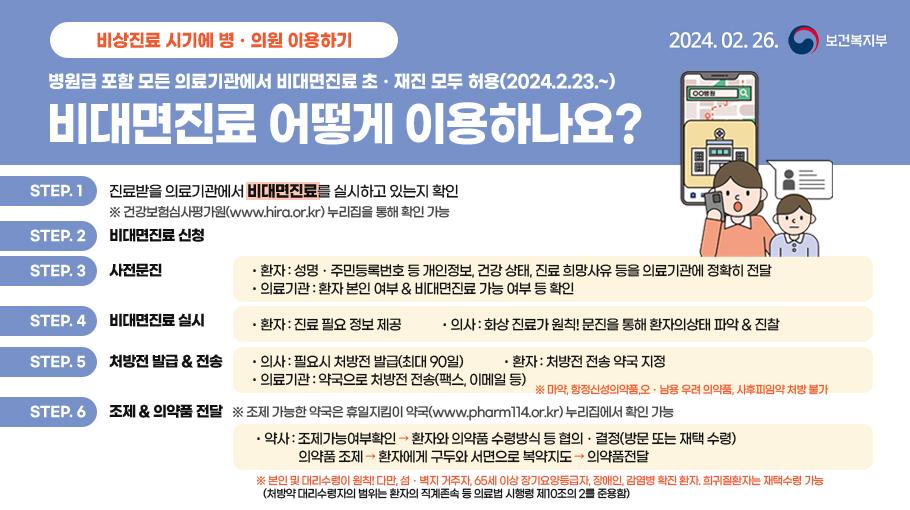 비상진료 시기에 병 · 의원 이용하기
2024. 02. 26. 보건복지부
병원급 포함 모든 의료기관에서 비대면진료 초 · 재진 모두 허용(2024.2.23.~)
비대면진료 어떻게 이용하나요?
OO병원
STEP. 1 진료받을 의료기관에서 비대면진료를 실시하고 있는지 확인
※ 건강보험심사평가원(www.hira.or.kr) 누리집을 통해 확인 가능
STEP. 2 비대면진료 신청
STEP. 3 사전문진
· 환자 : 성명 · 주민등록번호 등 개인정보, 건강 상태, 진료 희망사유 등을 의료기관에 정확히 전달
· 의료기관 : 환자 본인 여부 & 비대면진료 가능 여부 등 확인
STEP. 4 비대면진료 실시
· 환자 : 진료 필요 정보 제공 · 의사 : 화상 진료가 원칙! 문진을 통해 환자의상태 파악 & 진찰
STEP. 5 처방전 발급 & 전송
· 의사 : 필요시 처방전 발급(최대 90일) · 환자 : 처방전 전송 약국 지정
· 의료기관 : 약국으로 처방전 전송(팩스, 이메일 등)
※ 마약, 항정신성의약품,오 · 남용 우려 의약품, 사후피임약 처방 불가
STEP. 6 조제 & 의약품 전달 ※ 조제 가능한 약국은 휴일지킴이 약국(www.pharm114.or.kr) 누리집에서 확인 가능
· 약사 : 조제가능여부확인 → 환자와 의약품 수령방식 등 협의 · 결정(방문 또는 재택 수령)
의약품 조제 → 환자에게 구두와 서면으로 복약지도 → 의약품전달
※ 본인 및 대리수령이 원칙! 다만, 섬 · 벽지 거주자, 65세 이상 장기요양등급자, 장애인, 감염병 확진 환자. 희귀질환자는 재택수령 가능
(처방약 대리수령자의 범위는 환자의 직계존속 등 의료법 시행령 제10조의 2를 준용함)